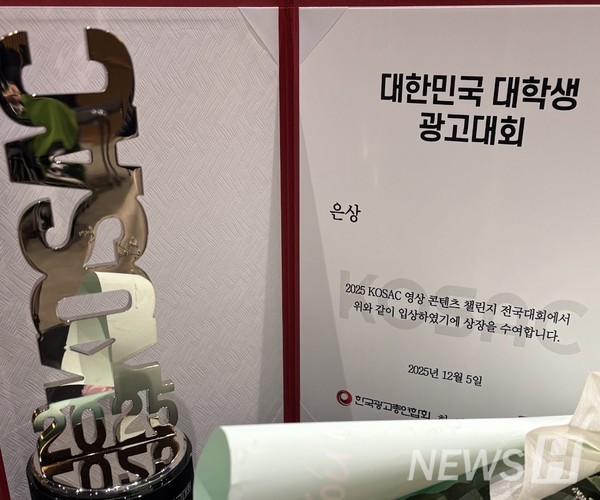 KOSAC
2025
대한민국 대학생
광고대회
은상
KOSAC
2025 KOSAC 영상 콘텐츠 챌린지 전국대회에서
위와 같이 입상하였기에 상장을 수여합니다.
2025년 12월 5일
한국광고총연합회
NEWS H